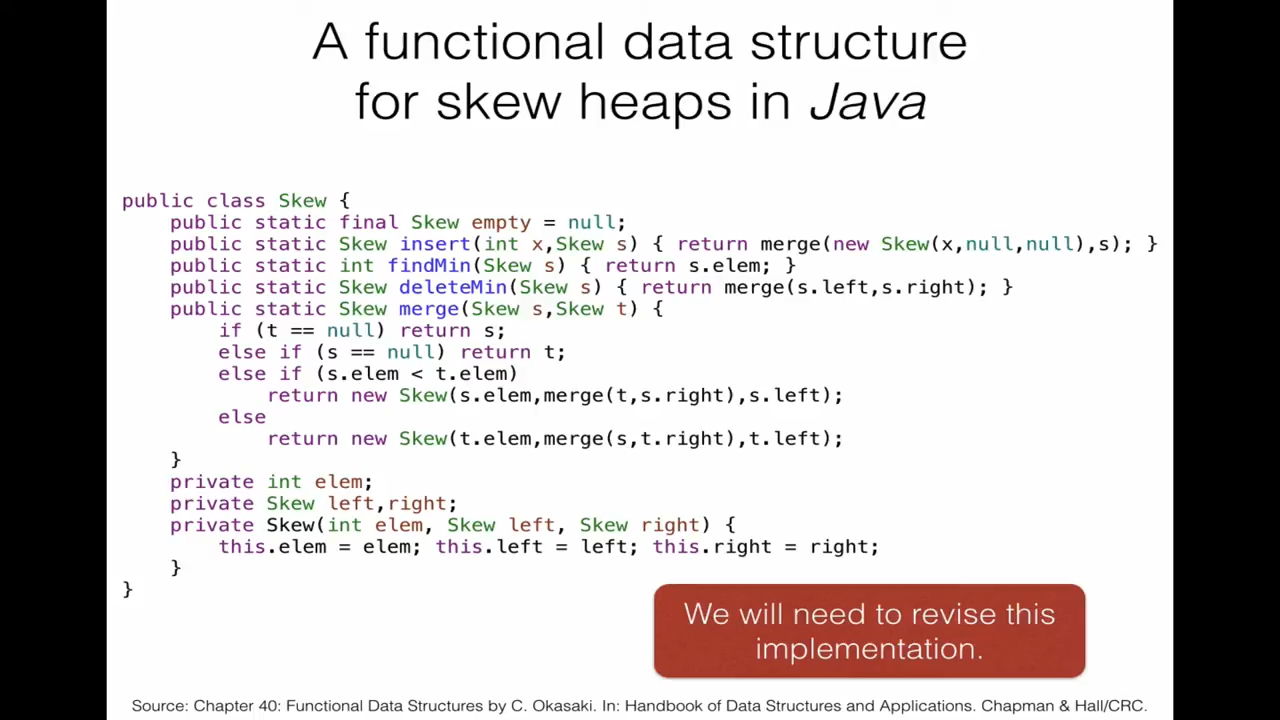 A functional data structure
for skew heaps in Java
public class Skew {
    public static final Skew empty = null;
    public static Skew insert(int x,Skew s) { return merge(new Skew(x,null,null),s); }
    public static int findMin(Skew s) { return s.elem; }
    public static Skew deleteMin(Skew s) { return merge(s.left,s.right); }
    public static Skew merge(Skew s,Skew t) {
        if (t == null) return s;
        else if (s == null) return t;
        else if (s.elem < t.elem)
            return new Skew(s.elem,merge(t,s.right),s.left);
        else
            return new Skew(t.elem,merge(s,t.right),t.left);
    }
    private int elem;
    private Skew left,right;
    private Skew(int elem, Skew left, Skew right) {
        this.elem = elem; this.left = left; this.right = right;
    }
}
We will need to revise this
implementation.
Source: Chapter 40: Functional Data Structures by C. Okasaki. In: Handbook of Data Structures and Applications. Chapman & Hall/CRC.